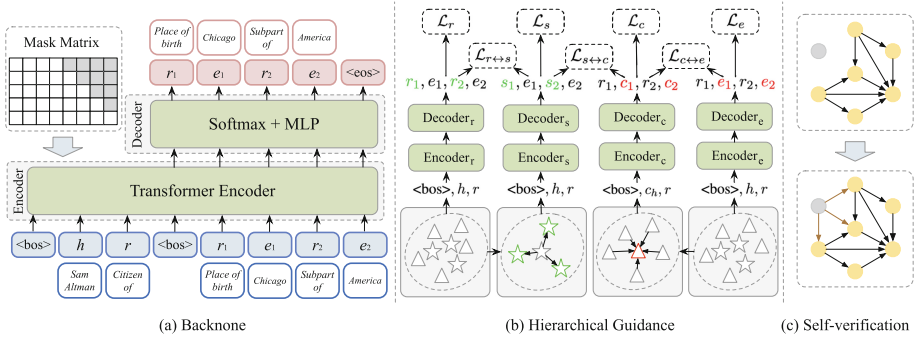 Mask Matrix
Place of birth
Chicago
Subpart of
America
r1
e1
r2
e2
<eos>
Decoder
Softmax + MLP
Encoder
Transformer Encoder
<bos>
h
r
<bos>
r1
e1
r2
e2
Sam Altman
Citizen of
Place of birth
Chicago
Subpart of
America
(a) Backnone
ℒr
ℒs
ℒc
ℒe
ℒr↔s
ℒs↔c
ℒc↔e
r1, e1, r2, e2
s1, e1, s2, e2
r1, c1, r2, c2
r1, e1, r2, e2
Decoderr
Decoders
Decoderc
Decodere
Encoderr
Encoders
Encoderc
Encodere
<bos>, h, r
<bos>, h, r
<bos>, ch, r
<bos>, h, r
(b) Hierarchical Guidance
(c) Self-verification